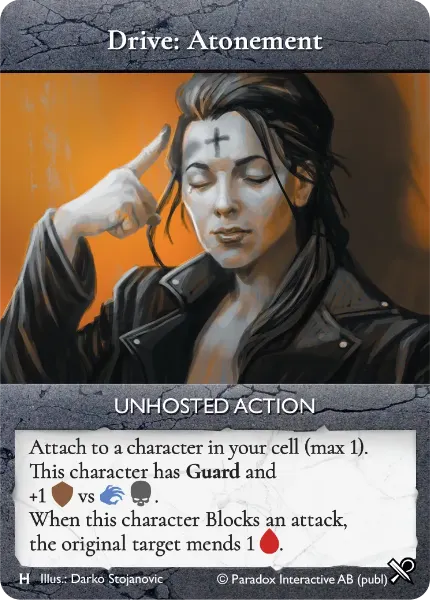 Drive: Atonement
UNHOSTED ACTION
Attach to a character in your cell (max 1).
This character has Guard and
+1 vs .
When this character Blocks an attack,
the original target mends 1 .
H Illus.: Darko Stojanovic © Paradox Interactive AB (publ)